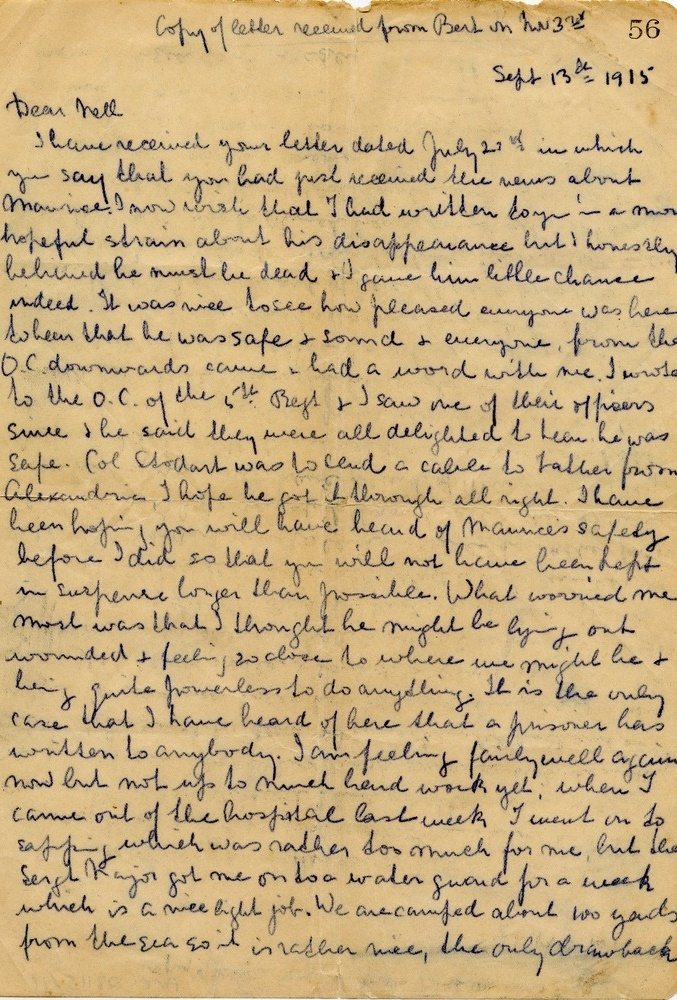 Copy of letter received from Bert on Nov 3rd
56
Sept 13th 1915
Dear Nell
I have received your letter dated July 22nd in which
you say that you had just received the news about
Maurice. I now wish that I had written to you in a more
hopeful strain about his disappearance but I honestly
believed he must be dead & I gave him little chance
indeed. It was nice to see how pleased everyone was here
to hear that he was safe & sound & everyone, from the
O.C. downwards came & had a word with me. I wrote
to the O.C. of the 5th Regt & I saw one of their officers
since & he said they were all delighted to hear he was
safe. Col Stodart was to send a cable to Father from
Alexandria, I hope he got it through all right. I have
been hoping you will have heard of Maurice's safety
before I did so that you will not have been kept
in suspense longer than possible. What worried me
most was that I thought he might be lying out
wounded & feeling so close to where we might be &
being quite powerless to do anything. It is the only
case that I have heard of here that a prisoner has
written to anybody. I am feeling fairly well again
now but not up to much hard work yet, when I
came out of the hospital last week I went on to
sapping which was rather too much for me, but the
Sergt Major got me on to a water guard for a week
which is a nice light job. We are camped about 100 yards
from the sea so it is rather nice, the only drawback